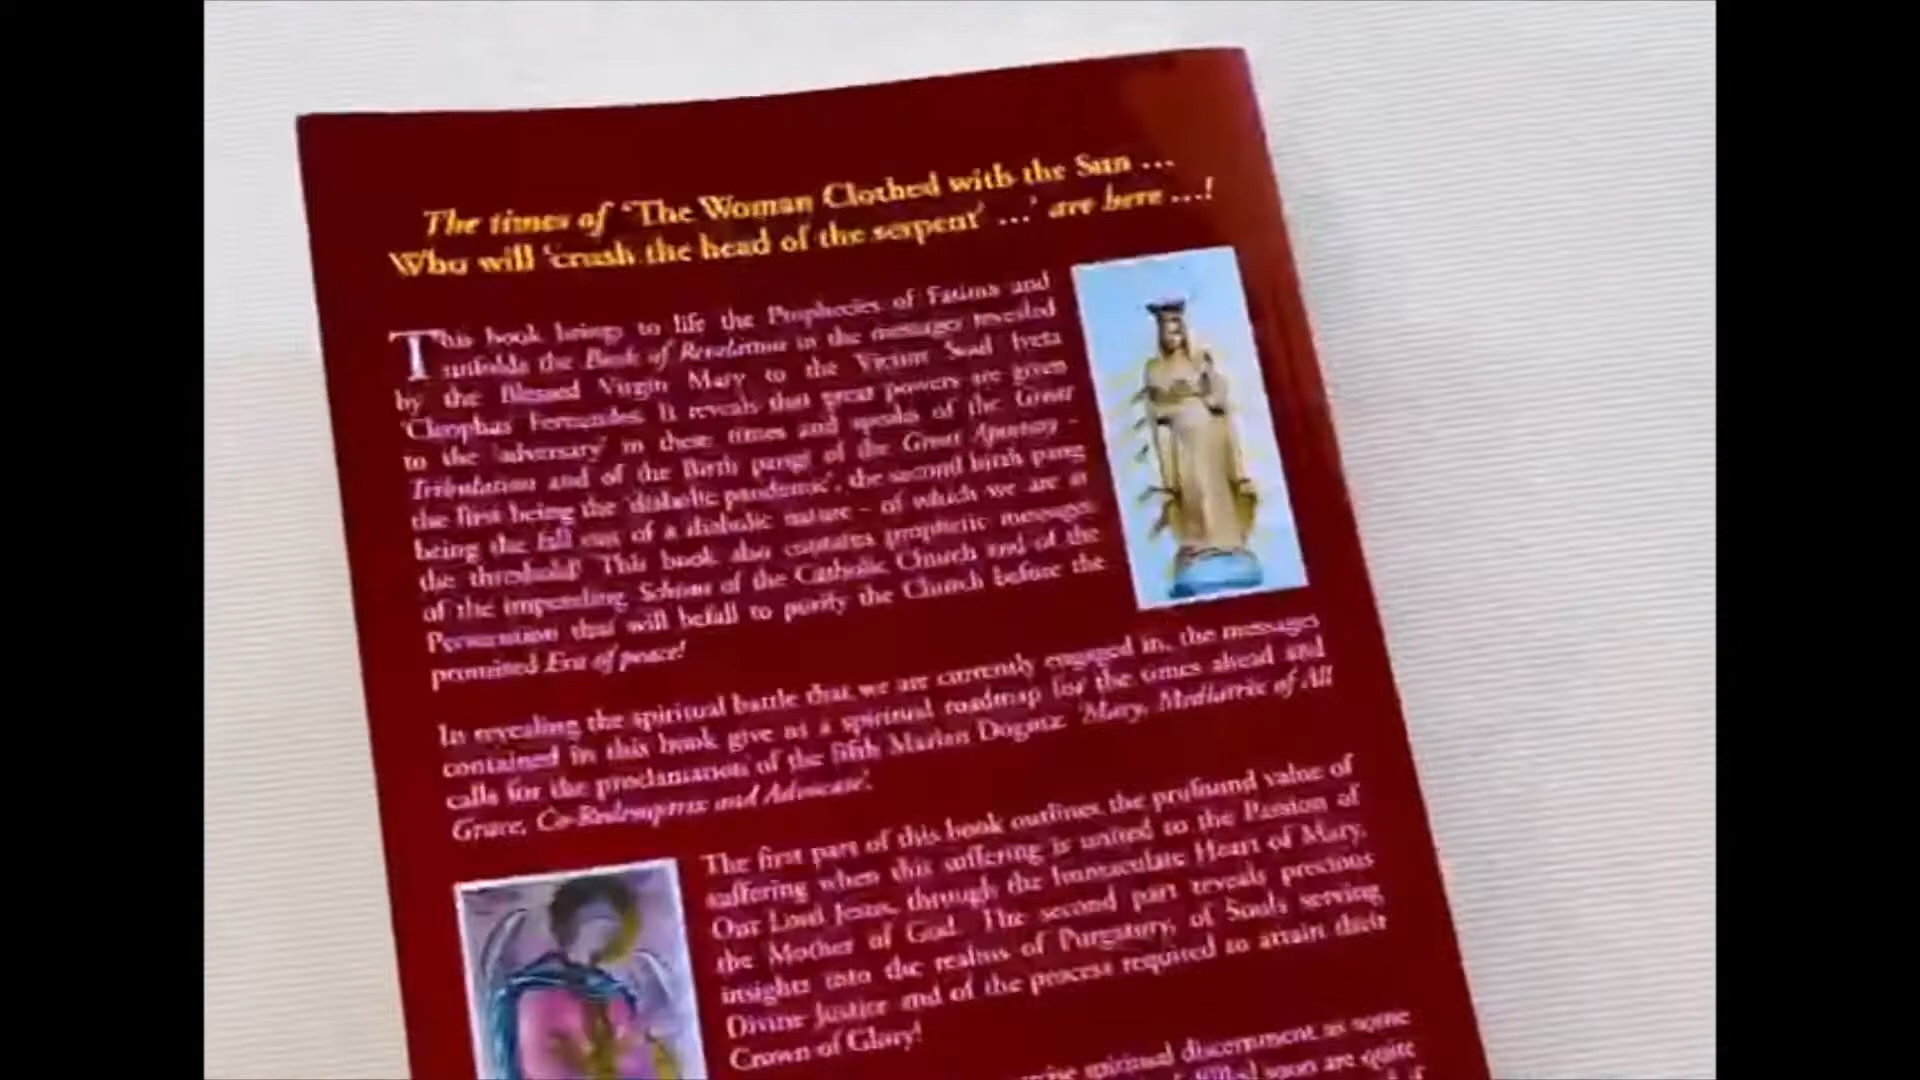 The times of ‘The Woman Clothed with the Sun ...
Who will ‘crush the head of the serpent’ ...’ are here ...!
This book brings to life the Prophecies of Fatima and
unfolds the Book of Revelation in the messages revealed
by the Blessed Virgin Mary to the Victim Soul Iveta
‘Cleophas’ Fernandes. It reveals that great powers are given
to the ‘adversary’ in these times and speaks of the Great
Tribulation and of the Birth pangs of the Great Apostasy -
the first being the ‘diabolic pandemic’, the second birth pang
being the fall out of a diabolic nature - of which we are at
the threshold! This book also contains prophetic messages
of the impending Schism of the Catholic Church and of the
Persecution that will befall to purify the Church before the
promised Era of peace!
In revealing the spiritual battle that we are currently engaged in, the messages
contained in this book give us a spiritual roadmap for the times ahead and
calls for the proclamation of the fifth Marian Dogma: ‘Mary, Mediatrix of All
Grace, Co-Redemptrix and Advocate’.
The first part of this book outlines the profound value of
suffering when this suffering is united to the Passion of
Our Lord Jesus, through the Immaculate Heart of Mary,
the Mother of God. The second part reveals precious
insights into the realms of Purgatory, of Souls serving
Divine Justice and of the process required to attain their
Crown of Glory!
spiritual discernment as some
soon are quite